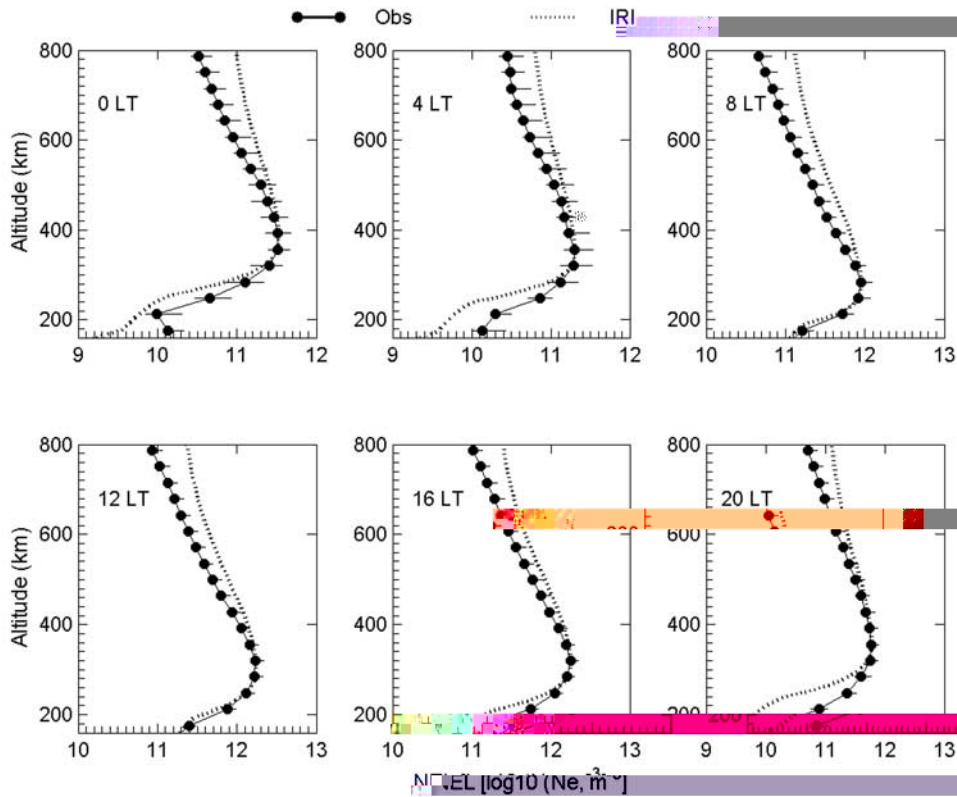 Obs IRI
800 800 800
0 LT 4 LT 8 LT
600 600 600
Altitude (km)
400 400 400
200 200 200
9 10 11 12 9 10 11 12 10 11 12 13
800 800 800
12 LT 16 LT 20 LT
600 600 600
Altitude (km)
400 400 400
200 200 200
10 11 12 13 10 11 12 13 9 10 11 12 13
[log10 (Ne, m